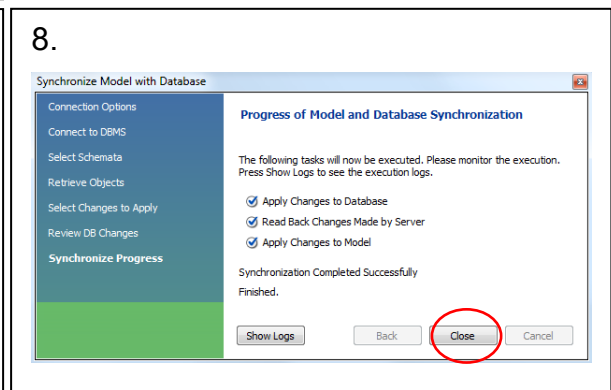 8.
Synchronize Model with Database
Connection Options
Connect to DBMS
Select Schemata
Retrieve Objects
Select Changes to Apply
Review DB Changes
Synchronize Progress
Progress of Model and Database Synchronization
The following tasks will now be executed. Please monitor the execution.
Press Show Logs to see the execution logs.
Apply Changes to Database
Read Back Changes Made by Server
Apply Changes to Model
Synchronization Completed Successfully
Finished.
Show Logs
Back
Close
Cancel